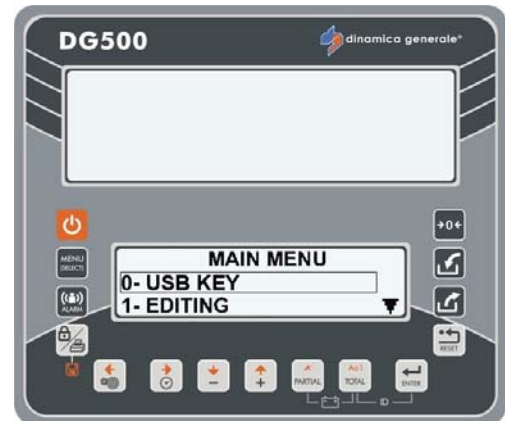 DG500
dinamica generale
→0←
MENU
(SELECT)
MAIN MENU
0- USB KEY
1- EDITING
ALARM
RESET
−
+
PARTIAL
TOTAL
ENTER
ID